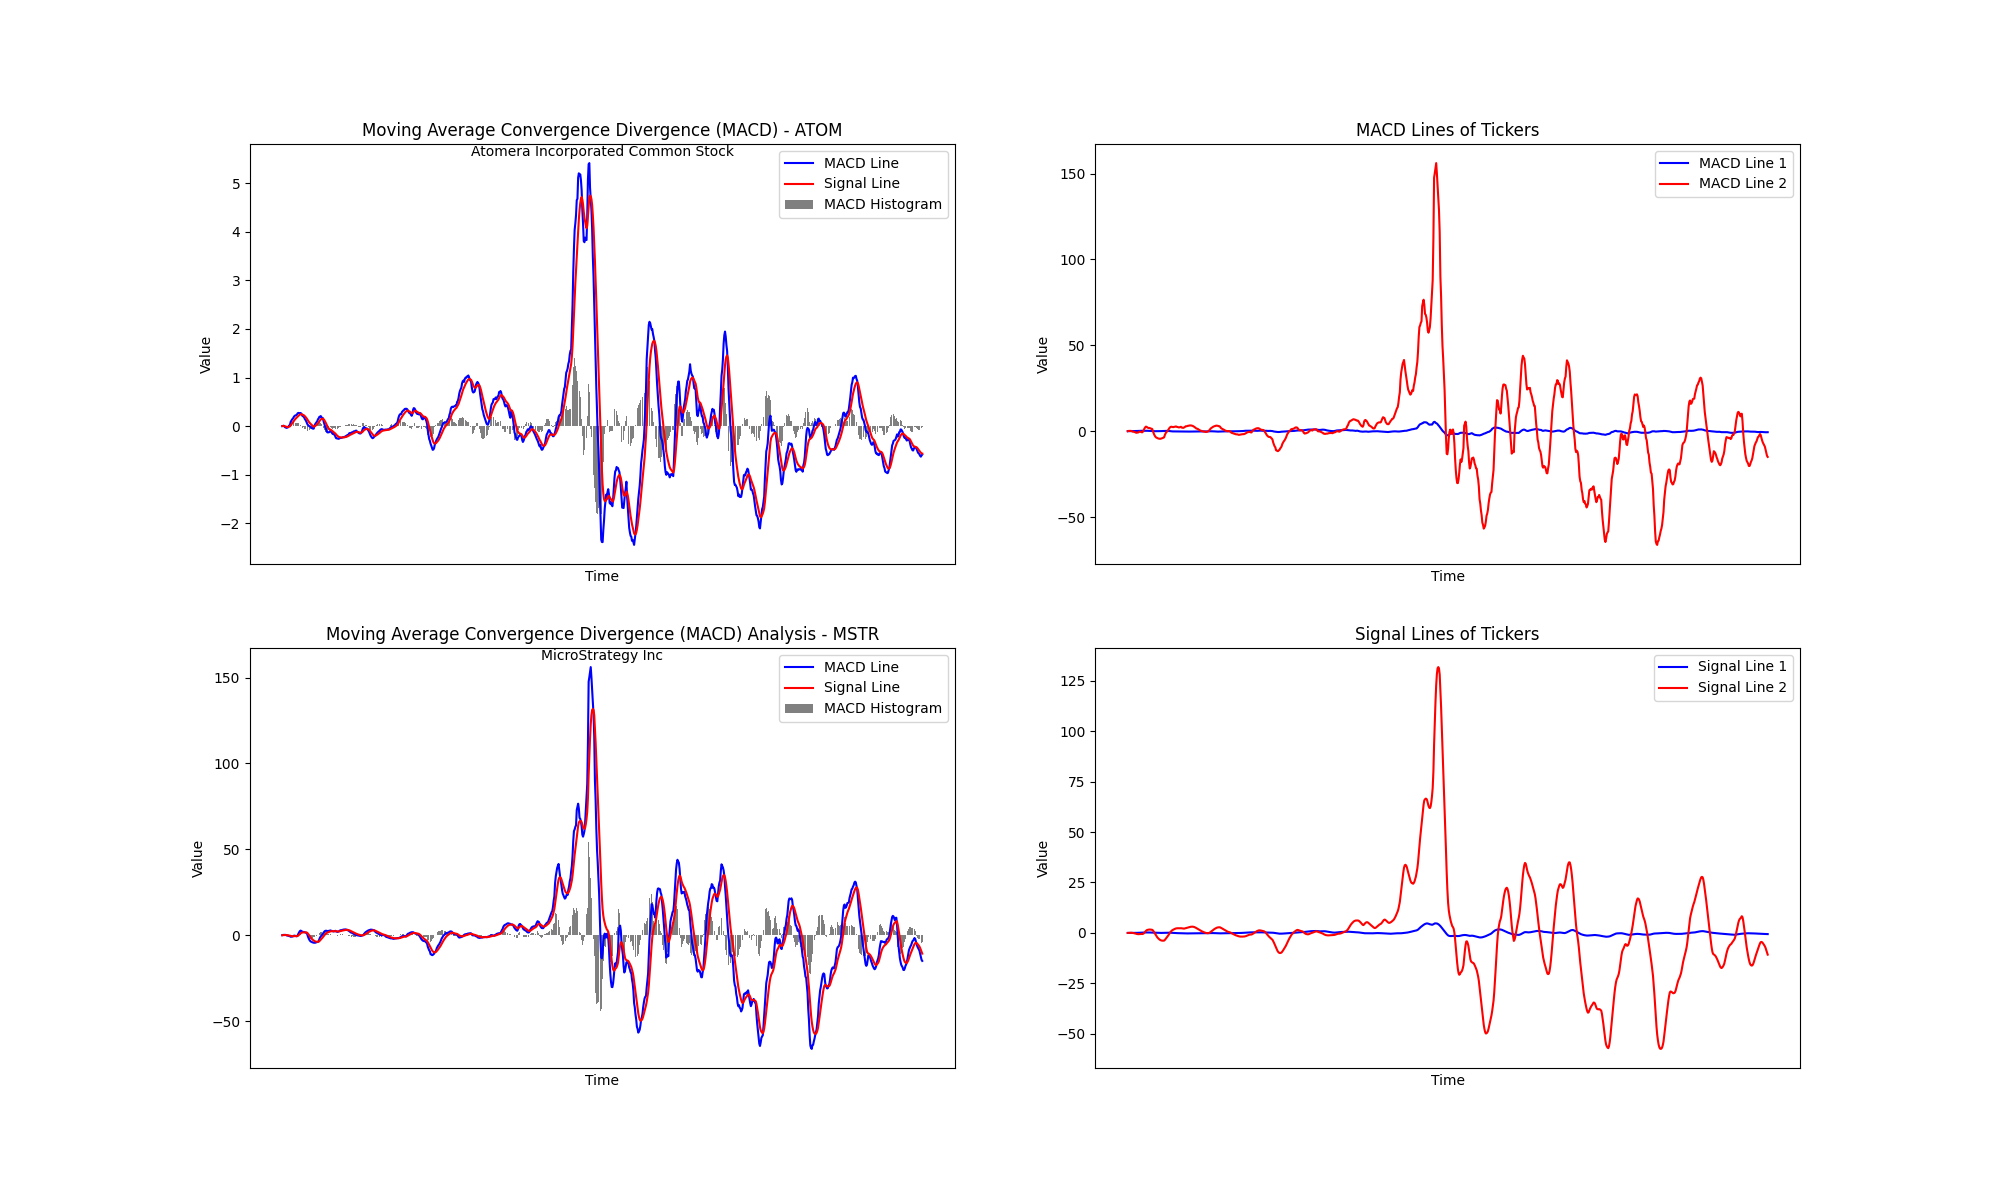 Moving Average Convergence Divergence (MACD) - ATOM
Atomera Incorporated Common Stock
MACD Line
Signal Line
MACD Histogram
5
4
3
2
1
0
−1
−2
Value
Time
MACD Lines of Tickers
MACD Line 1
MACD Line 2
150
100
50
0
−50
Value
Time
Moving Average Convergence Divergence (MACD) Analysis - MSTR
MicroStrategy Inc
MACD Line
Signal Line
MACD Histogram
150
100
50
0
−50
Value
Time
Signal Lines of Tickers
Signal Line 1
Signal Line 2
125
100
75
50
25
0
−25
−50
Value
Time